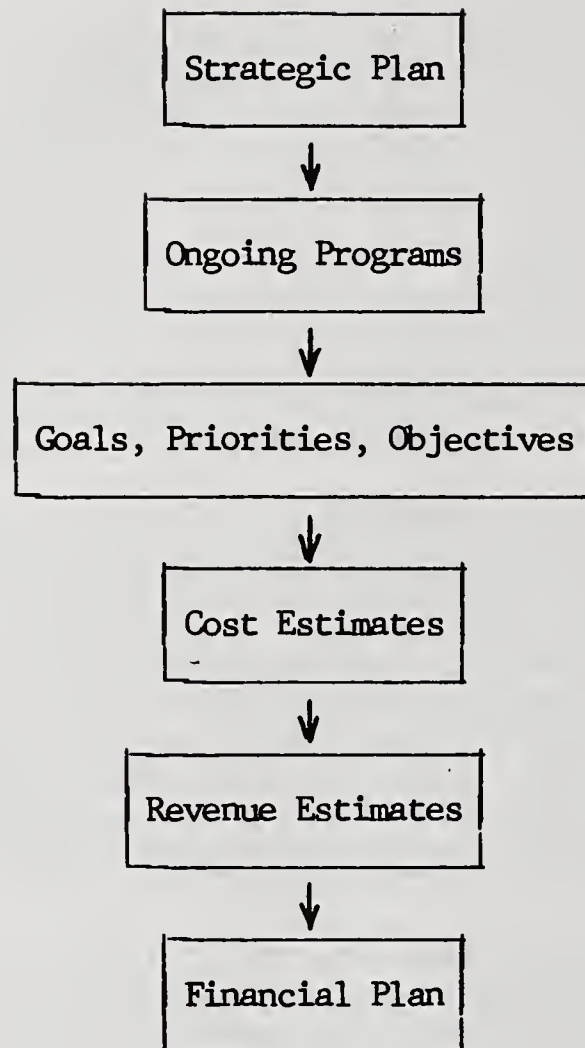 Strategic Plan
Ongoing Programs
Goals, Priorities, Objectives
Cost Estimates
Revenue Estimates
Financial Plan